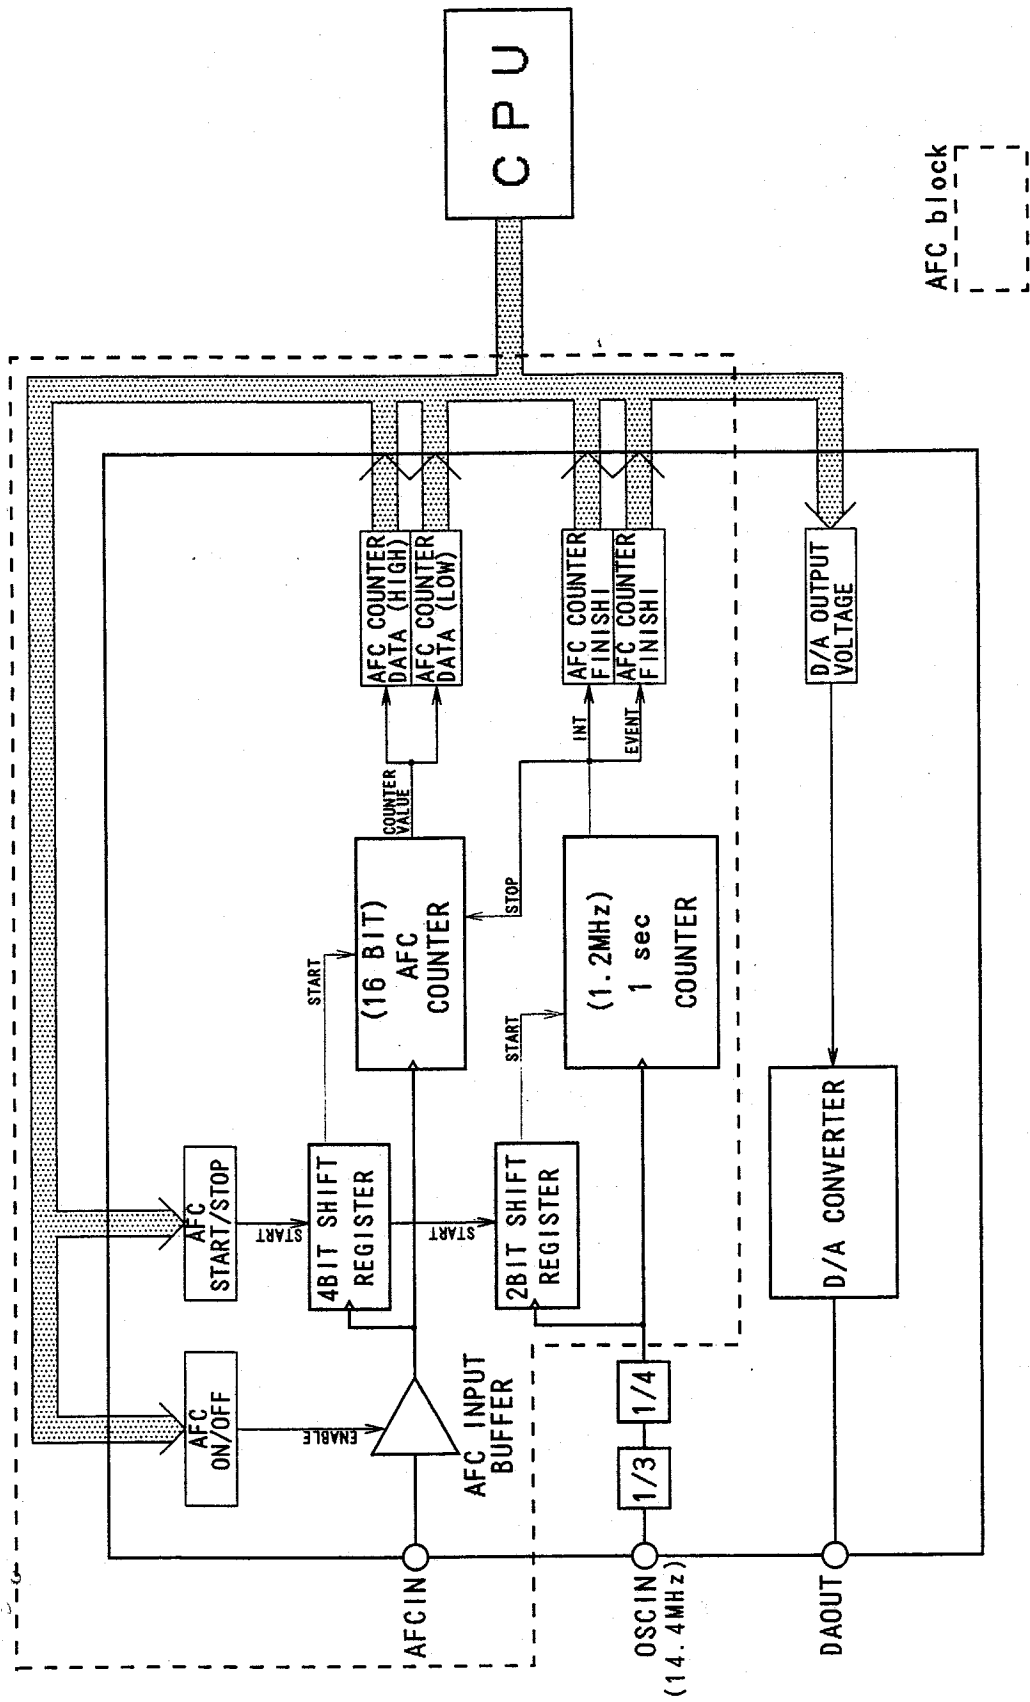 CPU
AFC block
AFC
ON/OFF
AFC
START/STOP
AFC COUNTER
DATA (HIGH)
AFC COUNTER
DATA (LOW)
COUNTER
VALUE
START
(16 BIT)
AFC
COUNTER
START
4BIT SHIFT
REGISTER
ENABLE
AFC INPUT
BUFFER
AFCIN
START
STOP
START
2BIT SHIFT
REGISTER
INT
EVENT
AFC COUNTER
FINISHI
AFC COUNTER
FINISHI
(1.2MHz)
1 sec
COUNTER
1/3
1/4
OSCIN
(14.4MHz)
D/A OUTPUT
VOLTAGE
D/A CONVERTER
DAOUT